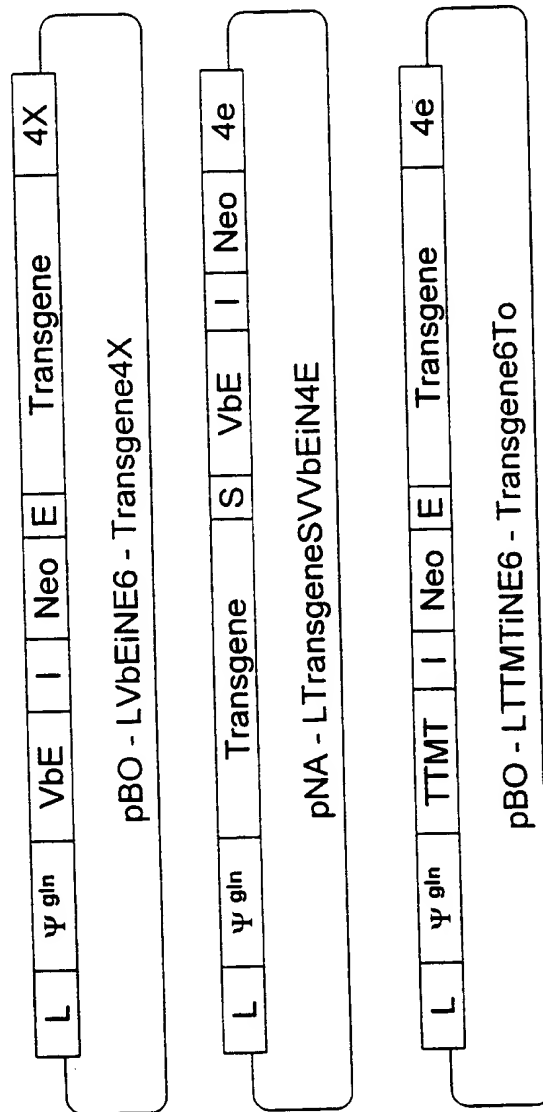 L Ψ gln VbE I Neo E Transgene 4X
pBO - LVbEiNE6 - Transgene4X
L Ψ gln Transgene S VbE I Neo 4e
pNA - LTransgeneSVVbEiN4E
L Ψ gln TTMT I Neo E Transgene 4e
pBO - LTTMTiNE6 - Transgene6To